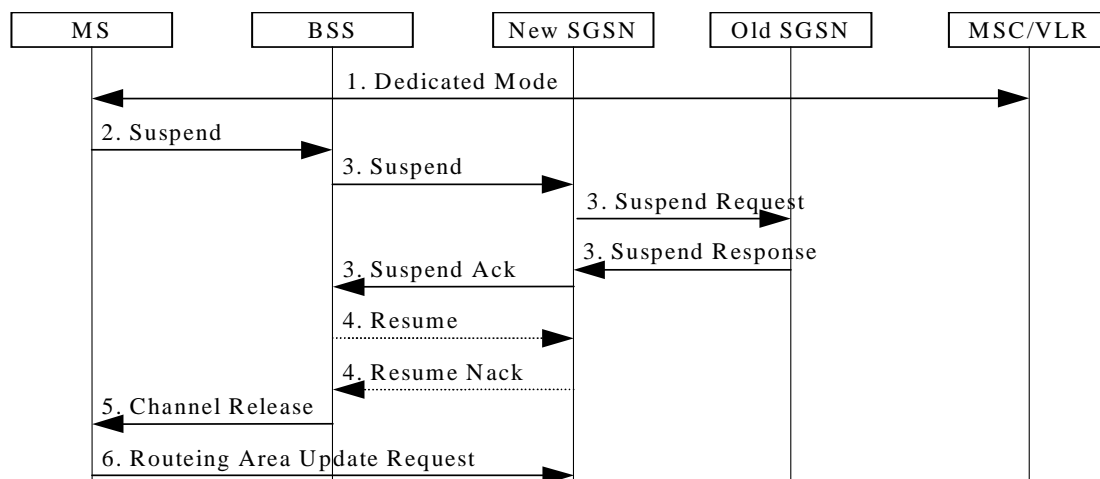 MS
BSS
New SGSN
Old SGSN
MSC/VLR
1. Dedicated Mode
2. Suspend
3. Suspend
3. Suspend Request
3. Suspend Response
3. Suspend Ack
4. Resume
4. Resume Nack
5. Channel Release
6. Routeing Area Update Request